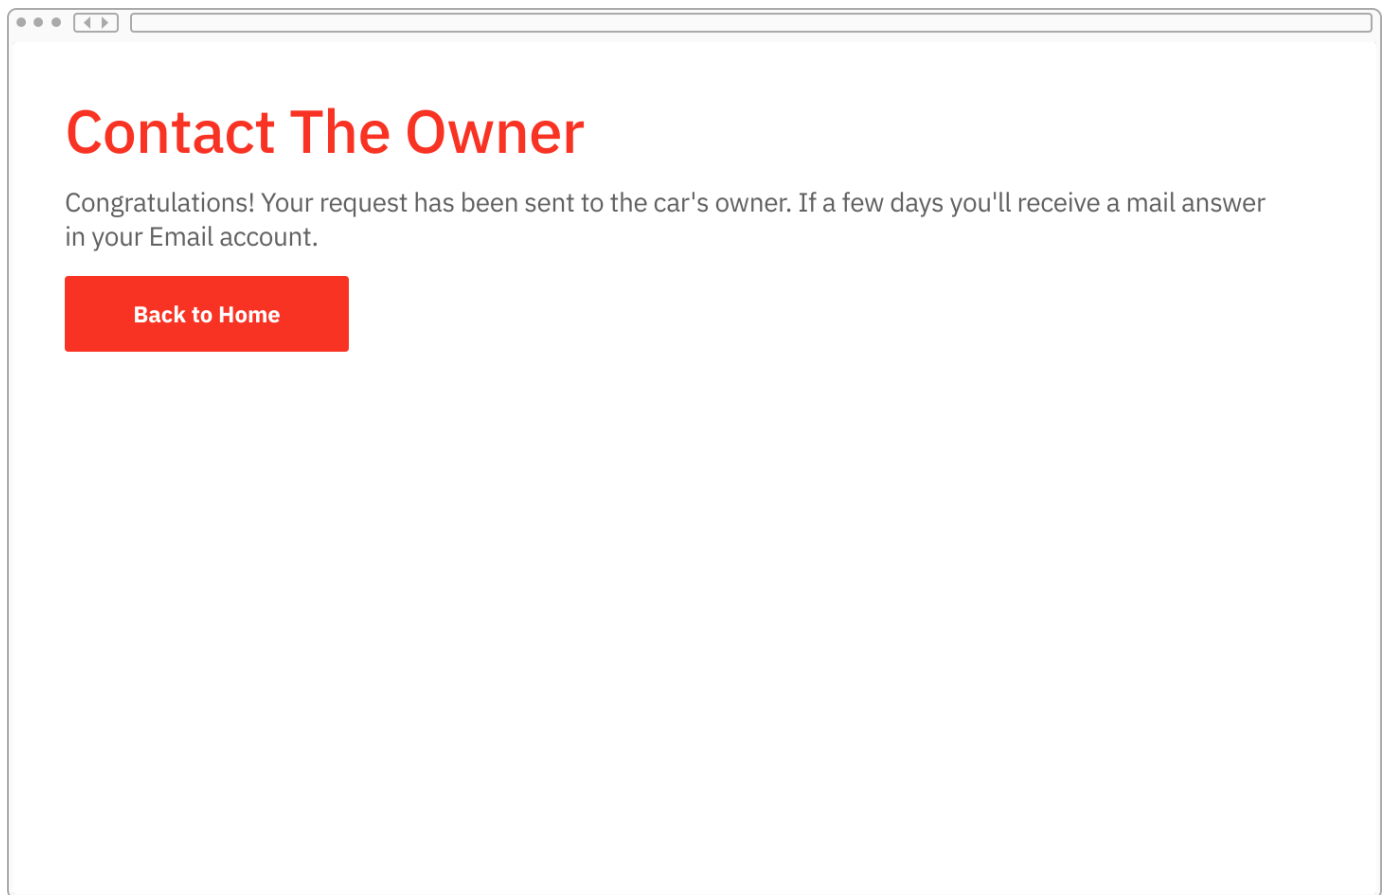 Contact The Owner
Congratulations! Your request has been sent to the car's owner. If a few days you'll receive a mail answer
in your Email account.
Back to Home